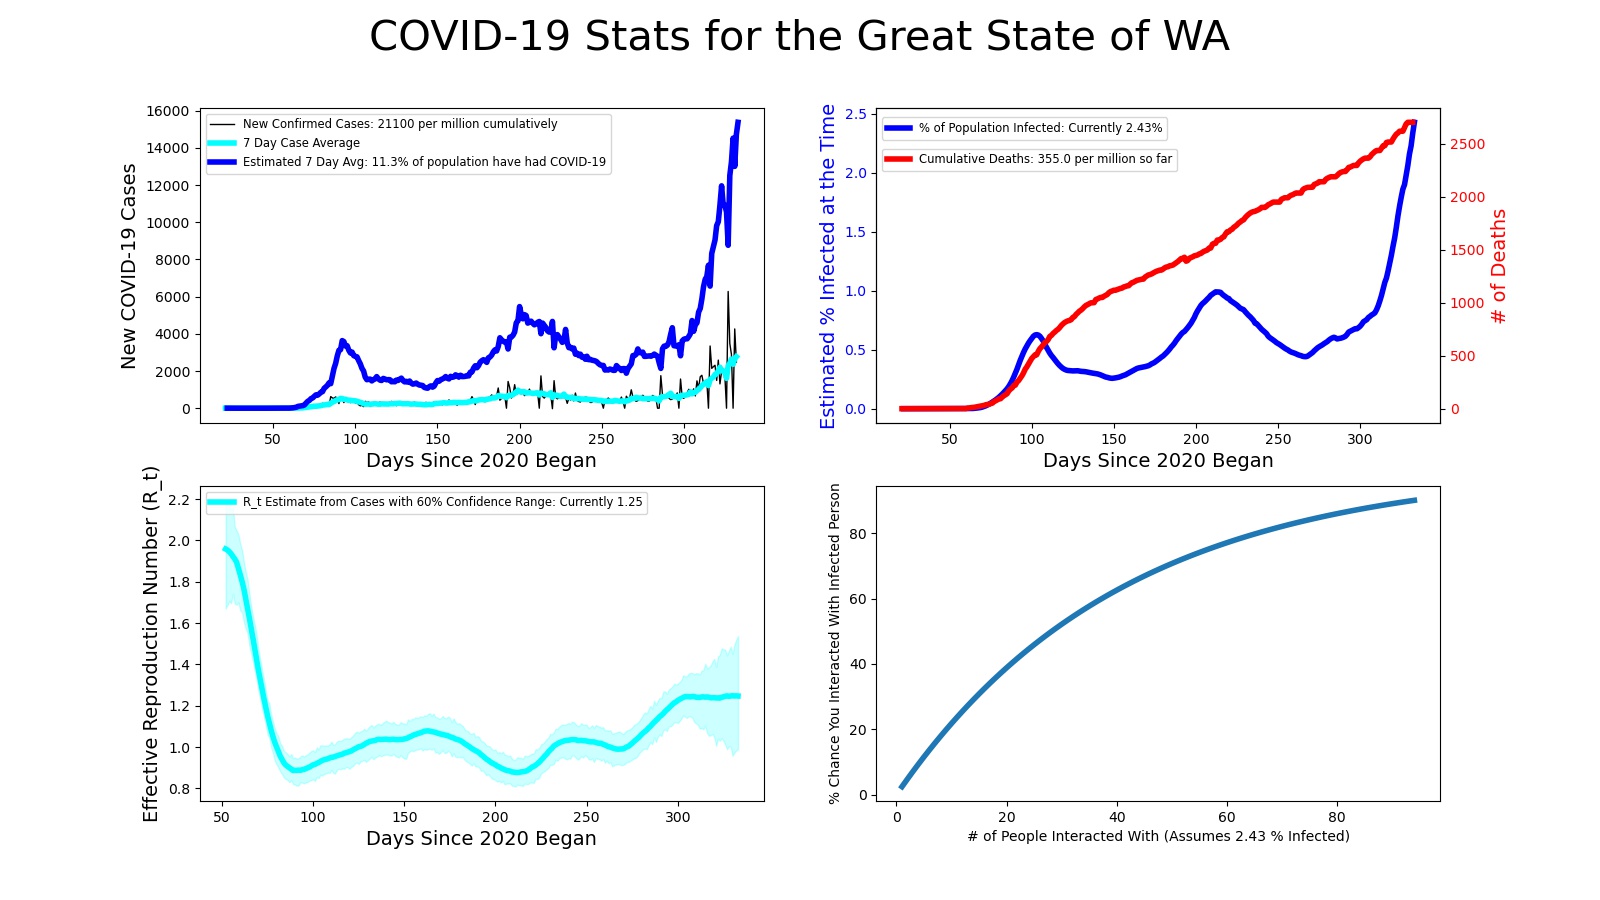 COVID-19 Stats for the Great State of WA
New COVID-19 Cases
16000
14000
12000
10000
8000
6000
4000
2000
0
New Confirmed Cases: 21100 per million cumulatively
7 Day Case Average
Estimated 7 Day Avg: 11.3% of population have had COVID-19
50 100 150 200 250 300
Days Since 2020 Began
Estimated % Infected at the Time
2.5
2.0
1.5
1.0
0.5
0.0
% of Population Infected: Currently 2.43%
Cumulative Deaths: 355.0 per million so far
2500
2000
1500
1000
500
0
# of Deaths
50 100 150 200 250 300
Days Since 2020 Began
Effective Reproduction Number (R_t)
2.2
2.0
1.8
1.6
1.4
1.2
1.0
0.8
R_t Estimate from Cases with 60% Confidence Range: Currently 1.25
50 100 150 200 250 300
Days Since 2020 Began
% Chance You Interacted With Infected Person
80
60
40
20
0
0 20 40 60 80
# of People Interacted With (Assumes 2.43 % Infected)